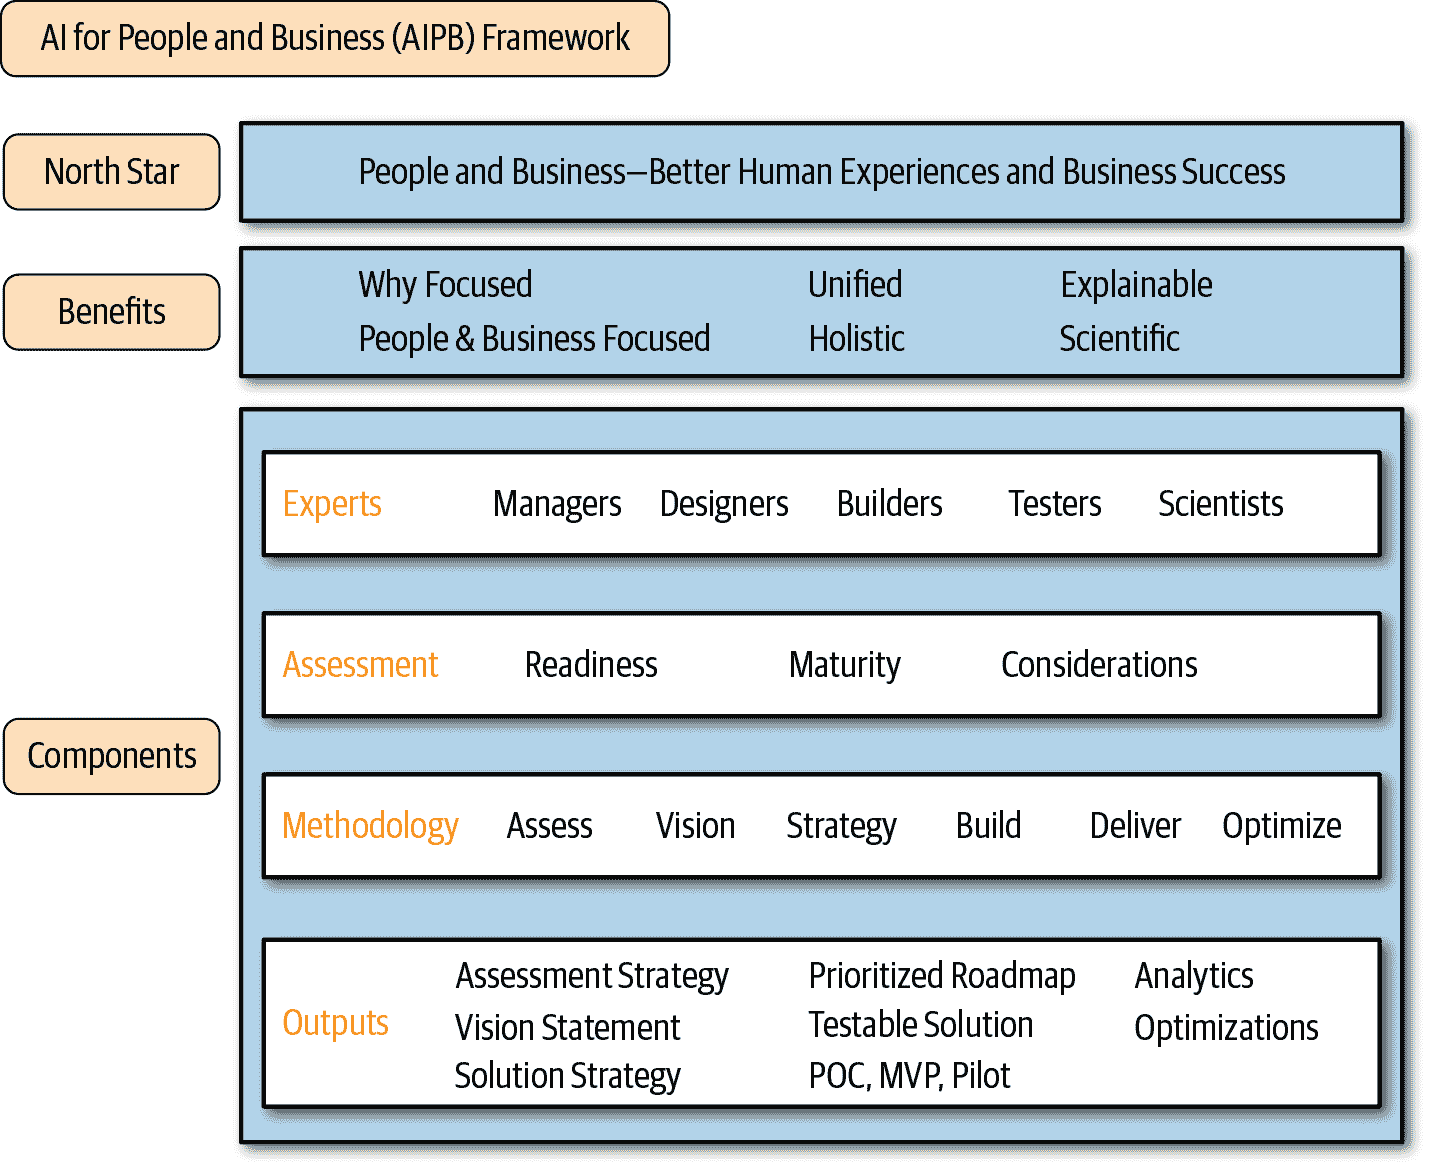 AI for People and Business (AIPB) Framework
North Star
People and Business—Better Human Experiences and Business Success
Benefits
Why Focused Unified Explainable
People & Business Focused Holistic Scientific
Components
Experts Managers Designers Builders Testers Scientists
Assessment Readiness Maturity Considerations
Methodology Assess Vision Strategy Build Deliver Optimize
Outputs
Assessment Strategy Prioritized Roadmap Analytics
Vision Statement Testable Solution Optimizations
Solution Strategy POC, MVP, Pilot